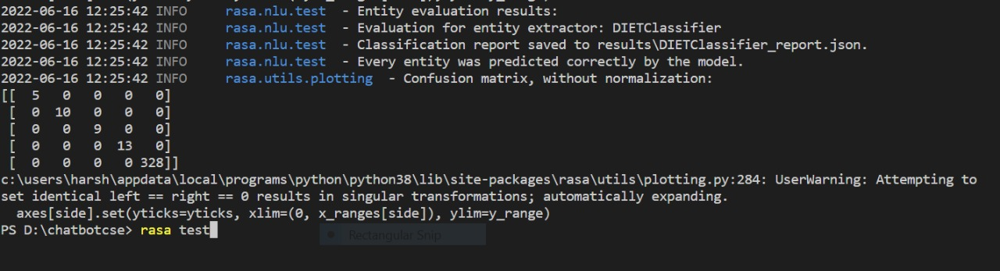 2022-06-16 12:25:42 INFO     rasa.nlu.test  - Entity evaluation results:
2022-06-16 12:25:42 INFO     rasa.nlu.test  - Evaluation for entity extractor: DIETClassifier
2022-06-16 12:25:42 INFO     rasa.nlu.test  - Classification report saved to results\DIETClassifier_report.json.
2022-06-16 12:25:42 INFO     rasa.nlu.test  - Every entity was predicted correctly by the model.
2022-06-16 12:25:42 INFO     rasa.utils.plotting  - Confusion matrix, without normalization:
[[  5   0   0   0   0]
 [  0  10   0   0   0]
 [  0   0   9   0   0]
 [  0   0   0  13   0]
 [  0   0   0   0 328]]
c:\users\harsh\appdata\local\programs\python\python38\lib\site-packages\rasa\utils\plotting.py:284: UserWarning: Attempting to
set identical left == right == 0 results in singular transformations; automatically expanding.
  axes[side].set(yticks=yticks, xlim=(0, x_ranges[side]), ylim=y_range)
PS D:\chatbotcse> rasa test
Rectangular Snip